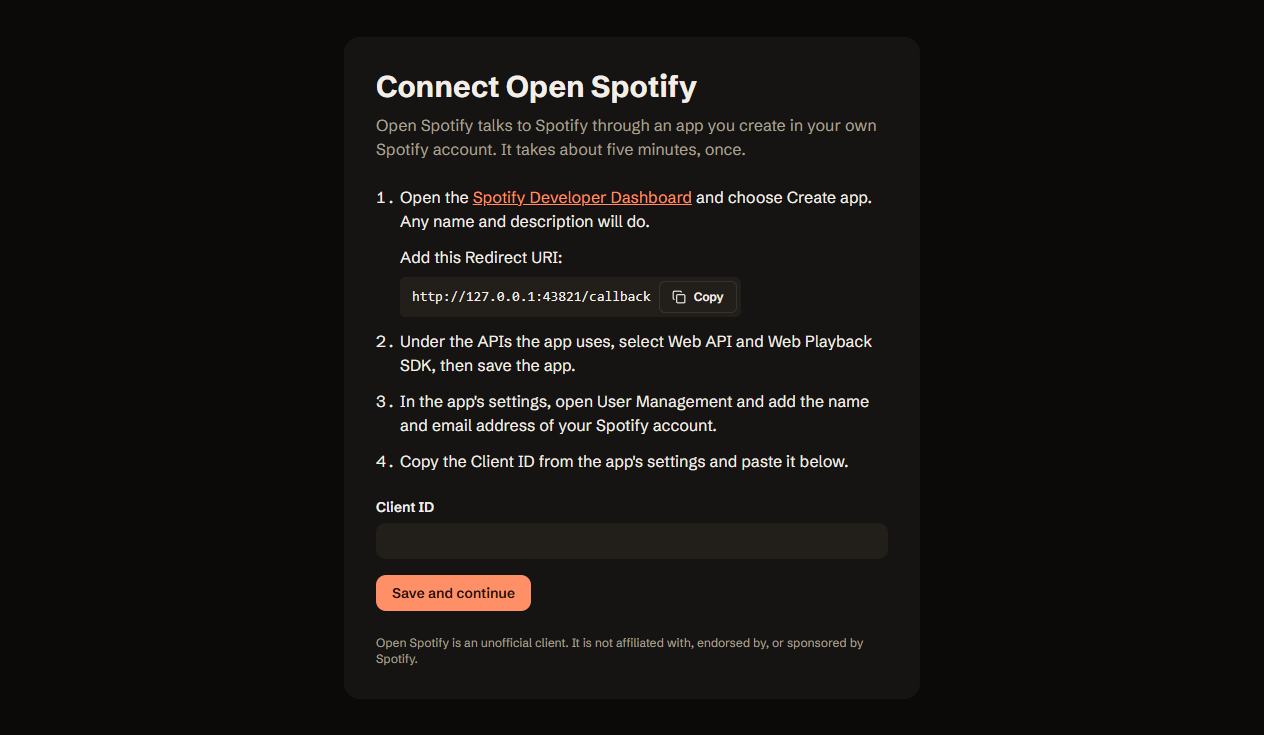 Connect Open Spotify
Open Spotify talks to Spotify through an app you create in your own
Spotify account. It takes about five minutes, once.
1. Open the Spotify Developer Dashboard and choose Create app.
Any name and description will do.
Add this Redirect URI:
http://127.0.0.1:43821/callback Copy
2. Under the APIs the app uses, select Web API and Web Playback
SDK, then save the app.
3. In the app's settings, open User Management and add the name
and email address of your Spotify account.
4. Copy the Client ID from the app's settings and paste it below.
Client ID
Save and continue
Open Spotify is an unofficial client. It is not affiliated with, endorsed by, or sponsored by
Spotify.